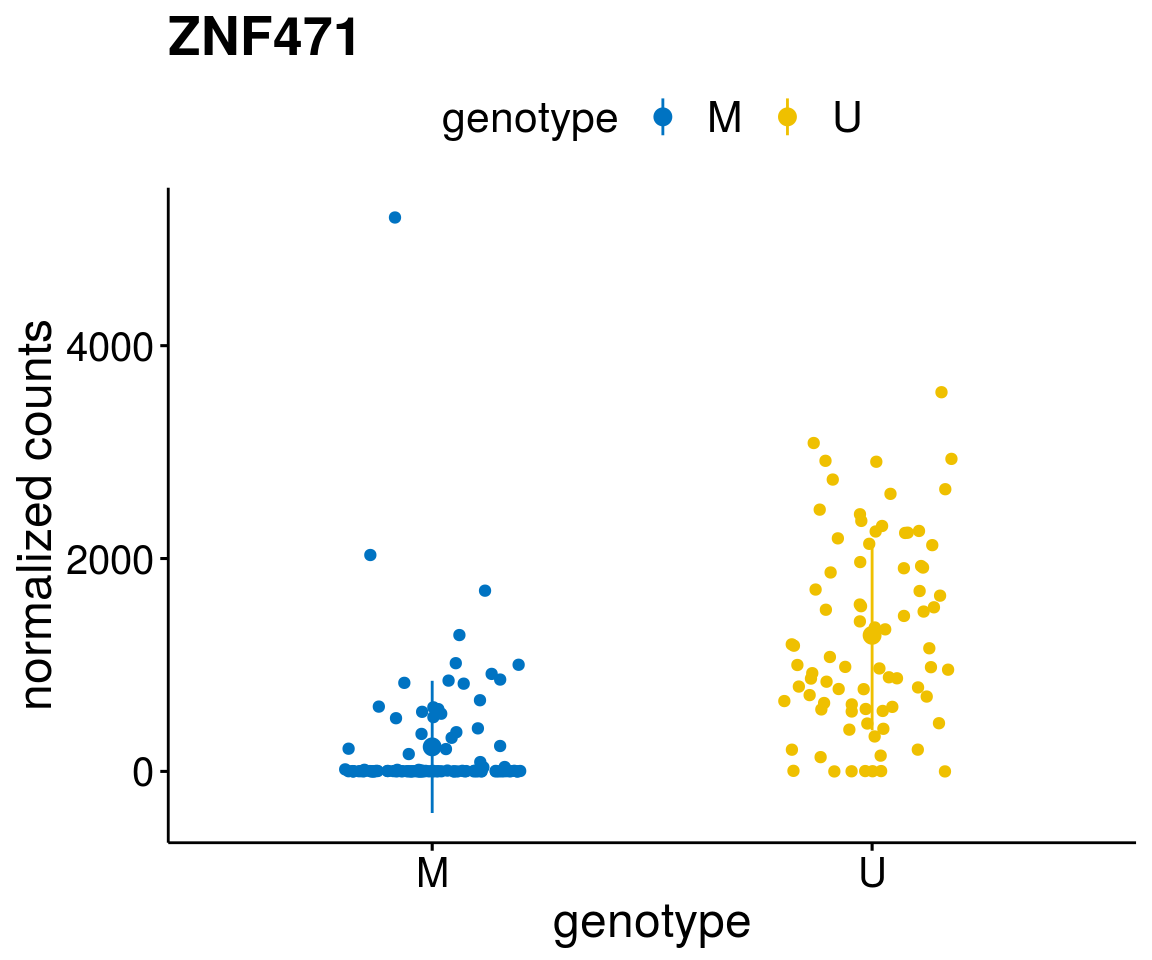 ZNF471
genotype M U
normalized counts
4000
2000
0
M U
genotype